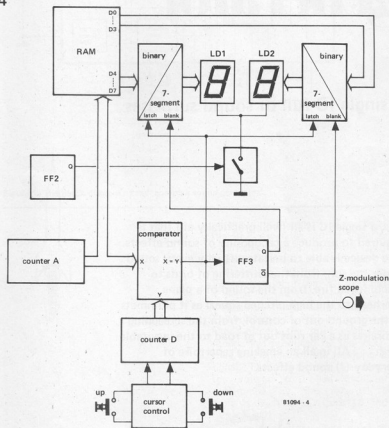 4
RAM
D0
D3
D4
D7
binary
7-
segment
latch blank
LD1
LD2
binary
7-
segment
latch blank
FF2
Q
counter A
comparator
X
X = Y
Y
FF3
Q
Q̅
Z-modulation
scope
counter D
up
cursor
control
down
81094 - 4